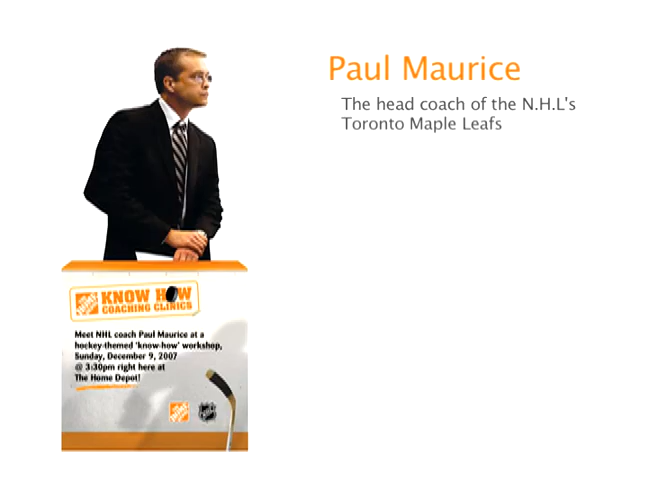 Paul Maurice
The head coach of the N.H.L's
Toronto Maple Leafs
KNOW HOW
COACHING CLINICS
Meet NHL coach Paul Maurice at a
hockey-themed 'know-how' workshop,
Sunday, December 9, 2007
@ 3:30pm right here at
The Home Depot!